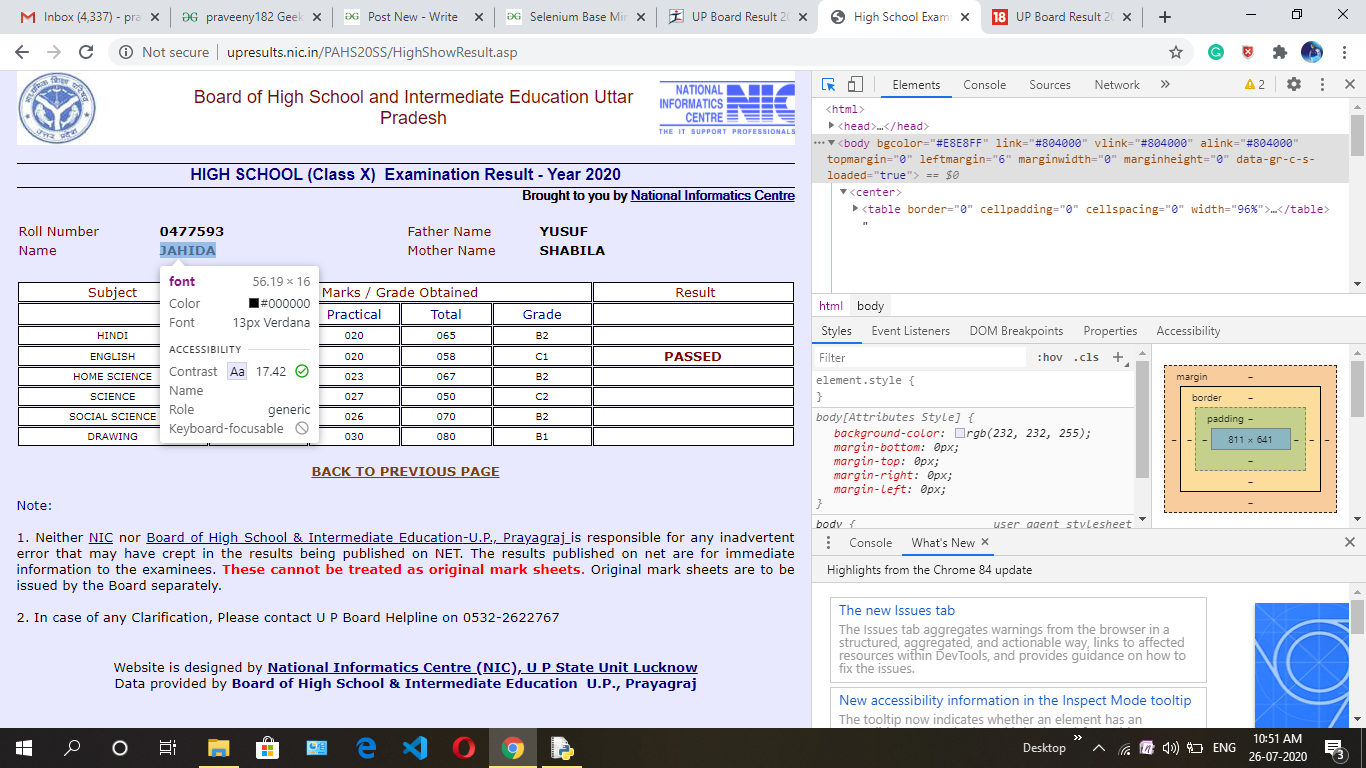 Inbox (4,337) - pra
praveeny182 Geek
Post New - Write
Selenium Base Min
UP Board Result 20
High School Exam
18 UP Board Result 20
Not secure | upresults.nic.in/PAHS20SS/HighShowResult.asp
Board of High School and Intermediate Education Uttar
Pradesh
NATIONAL
INFORMATICS
CENTRE
NIC
THE IT SUPPORT PROFESSIONALS
HIGH SCHOOL (Class X) Examination Result - Year 2020
Brought to you by National Informatics Centre
Roll Number 0477593 Father Name YUSUF
Name JAHIDA Mother Name SHABILA
font 56.19 × 16
Color #000000
Font 13px Verdana
ACCESSIBILITY
Contrast Aa 17.42
Name
Role generic
Keyboard-focusable
Subject Marks / Grade Obtained Result
Practical Total Grade
HINDI 020 065 B2
ENGLISH 020 058 C1 PASSED
HOME SCIENCE 023 067 B2
SCIENCE 027 050 C2
SOCIAL SCIENCE 026 070 B2
DRAWING 030 080 B1
BACK TO PREVIOUS PAGE
Note:
1. Neither NIC nor Board of High School & Intermediate Education-U.P., Prayagraj is responsible for any inadvertent
error that may have crept in the results being published on NET. The results published on net are for immediate
information to the examinees. These cannot be treated as original mark sheets. Original mark sheets are to be
issued by the Board separately.
2. In case of any Clarification, Please contact U P Board Helpline on 0532-2622767
Website is designed by National Informatics Centre (NIC), U P State Unit Lucknow
Data provided by Board of High School & Intermediate Education U.P., Prayagraj
Elements Console Sources Network » 2
<html>
<head>…</head>
<body bgcolor="#E8E8FF" link="#804000" vlink="#804000" alink="#804000"
topmargin="0" leftmargin="6" marginwidth="0" marginheight="0" data-gr-c-s-
loaded="true"> == $0
<center>
<table border="0" cellpadding="0" cellspacing="0" width="96%">…</table>
"
html body
Styles Event Listeners DOM Breakpoints Properties Accessibility
Filter :hov .cls +
element.style {
}
body[Attributes Style] {
background-color: rgb(232, 232, 255);
margin-bottom: 0px;
margin-top: 0px;
margin-right: 0px;
margin-left: 0px;
}
body { user agent stylesheet
margin –
border –
padding –
– – – 811 × 641 – – –
–
–
–
Console What's New
Highlights from the Chrome 84 update
The new Issues tab
The Issues tab aggregates warnings from the browser in a
structured, aggregated, and actionable way, links to affected
resources within DevTools, and provides guidance on how to
fix the issues.
New accessibility information in the Inspect Mode tooltip
The tooltip now indicates whether an element has an
Desktop » ENG 10:51 AM
26-07-2020
3